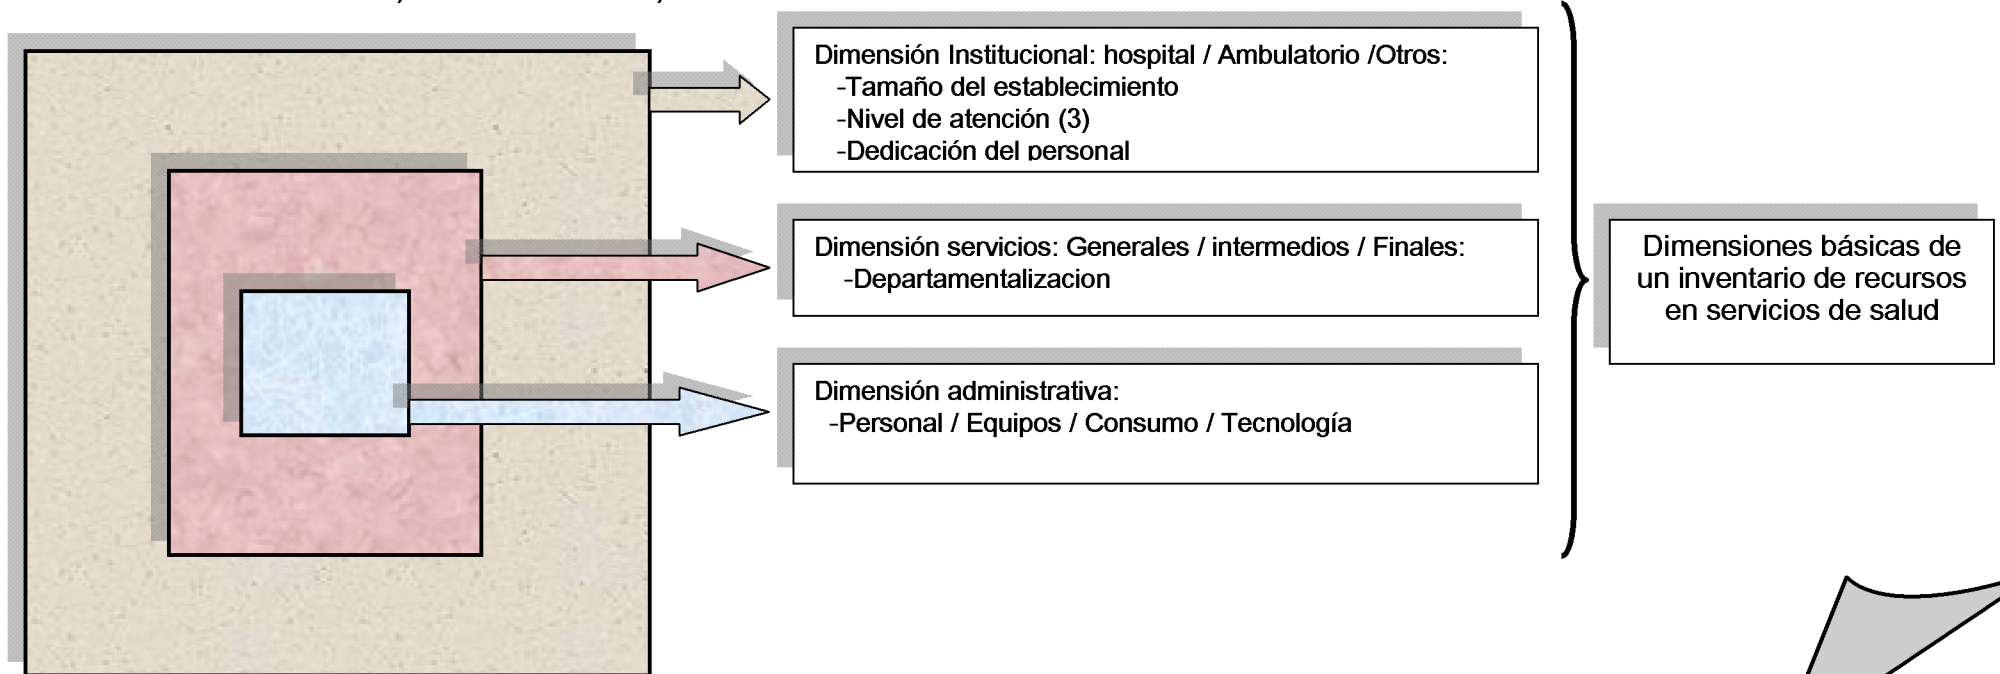 Dimensión Institucional: hospital / Ambulatorio /Otros:
-Tamaño del establecimiento
-Nivel de atención (3)
-Dedicación del personal
Dimensión servicios: Generales / intermedios / Finales:
-Departamentalizacion
Dimensión administrativa:
-Personal / Equipos / Consumo / Tecnología
Dimensiones básicas de
un inventario de recursos
en servicios de salud